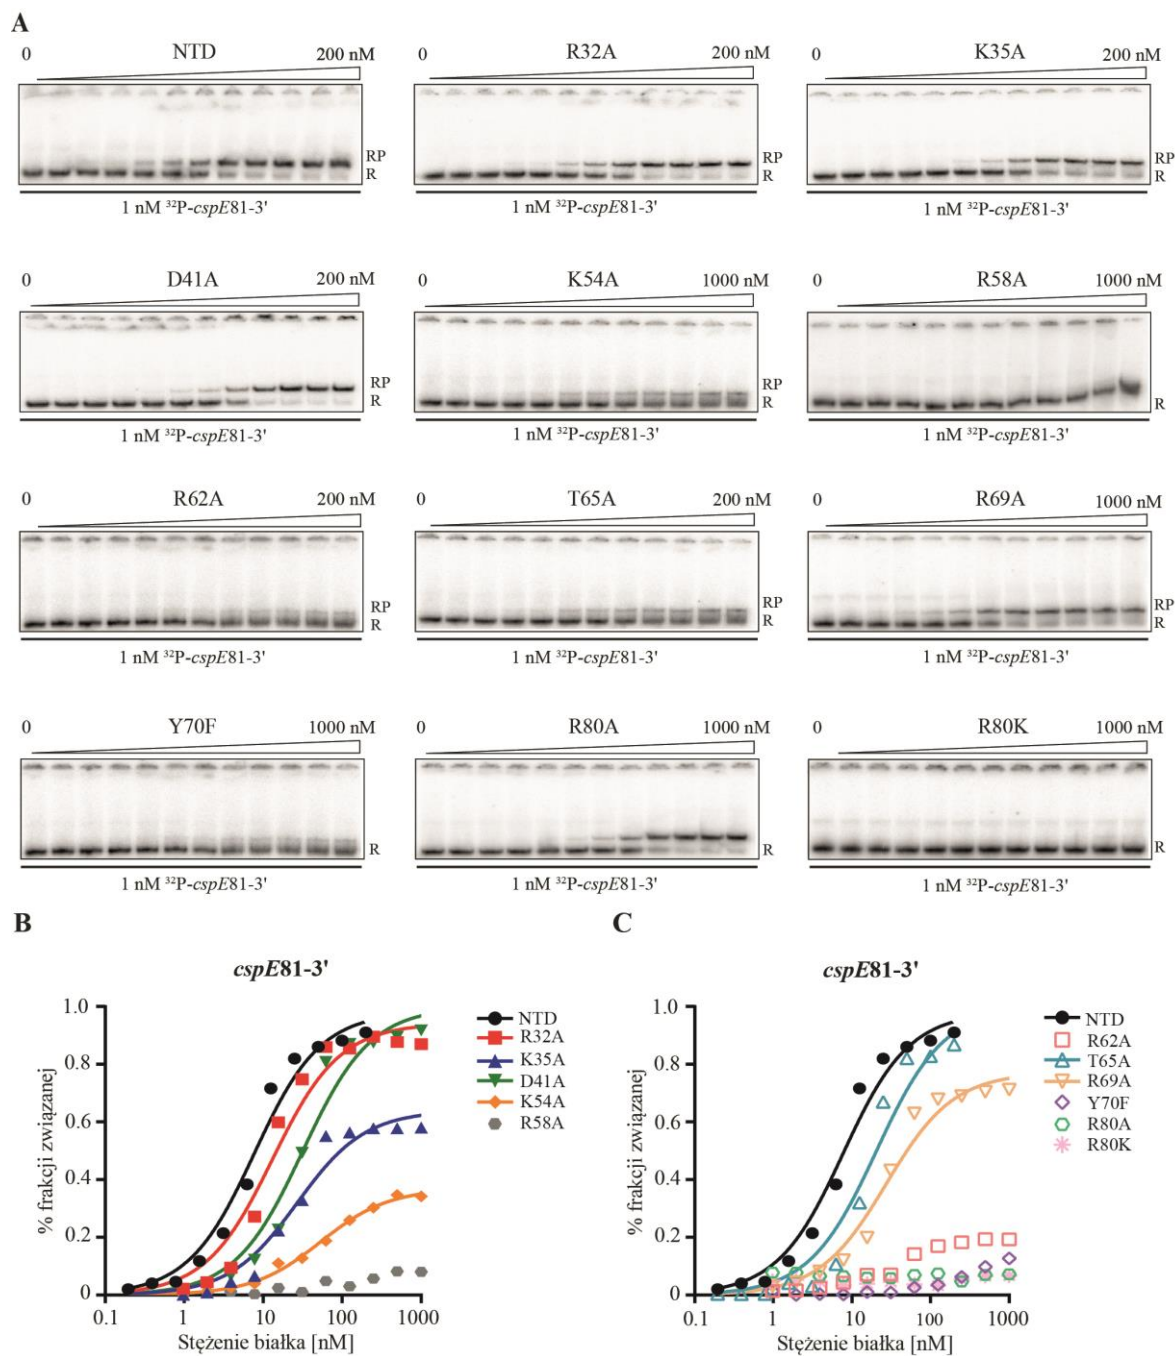 A
0 NTD 200 nM
0 R32A 200 nM
0 K35A 200 nM
RP
R
RP
R
RP
R
1 nM ³²P-cspE81-3'
1 nM ³²P-cspE81-3'
1 nM ³²P-cspE81-3'
0 D41A 200 nM
0 K54A 1000 nM
0 R58A 1000 nM
RP
R
RP
R
R
1 nM ³²P-cspE81-3'
1 nM ³²P-cspE81-3'
1 nM ³²P-cspE81-3'
0 R62A 200 nM
0 T65A 200 nM
0 R69A 1000 nM
RP
R
RP
R
RP
R
1 nM ³²P-cspE81-3'
1 nM ³²P-cspE81-3'
1 nM ³²P-cspE81-3'
0 Y70F 1000 nM
0 R80A 1000 nM
0 R80K 1000 nM
R
R
R
1 nM ³²P-cspE81-3'
1 nM ³²P-cspE81-3'
1 nM ³²P-cspE81-3'
B
cspE81-3'
% frakcji związanej
1.0
0.8
0.6
0.4
0.2
0
0.1 1 10 100 1000
Stężenie białka [nM]
NTD
R32A
K35A
D41A
K54A
R58A
C
cspE81-3'
% frakcji związanej
1.0
0.8
0.6
0.4
0.2
0
0.1 1 10 100 1000
Stężenie białka [nM]
NTD
R62A
T65A
R69A
Y70F
R80A
R80K